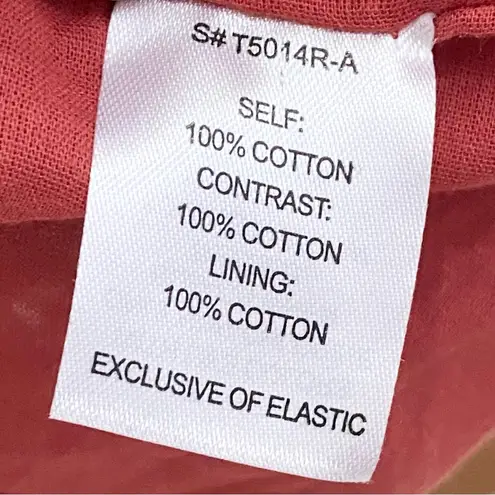 S# T5014R-A
SELF:
100% COTTON
CONTRAST:
100% COTTON
LINING:
100% COTTON
EXCLUSIVE OF ELASTIC